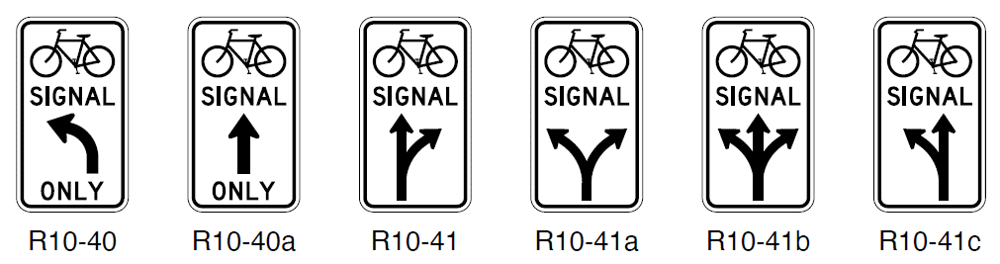 SIGNAL
ONLY
R10-40
SIGNAL
ONLY
R10-40a
SIGNAL
R10-41
SIGNAL
R10-41a
SIGNAL
R10-41b
SIGNAL
R10-41c